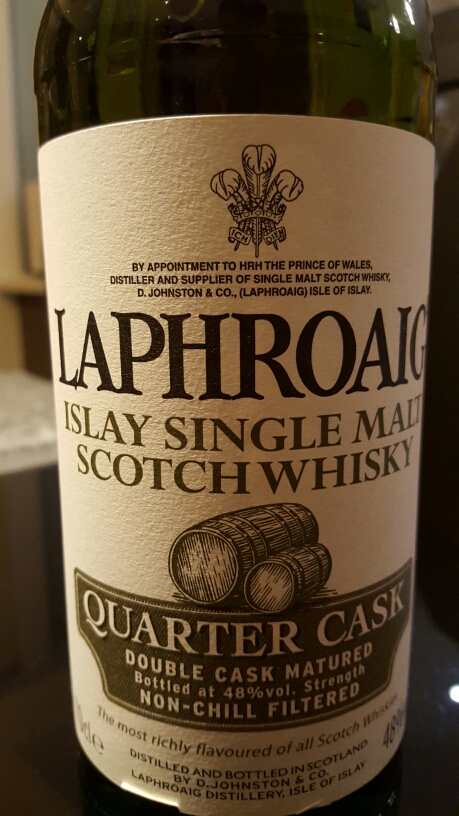 BY APPOINTMENT TO HRH THE PRINCE OF WALES,
DISTILLER AND SUPPLIER OF SINGLE MALT SCOTCH WHISKY,
D. JOHNSTON & CO., (LAPHROAIG) ISLE OF ISLAY.
LAPHROAIG
ISLAY SINGLE MALT
SCOTCH WHISKY
QUARTER CASK
DOUBLE CASK MATURED
Bottled at 48%vol. Strength
NON-CHILL FILTERED
The most richly flavoured of all Scotch Whiskies
48%
DISTILLED AND BOTTLED IN SCOTLAND
BY D. JOHNSTON & CO.
LAPHROAIG DISTILLERY, ISLE OF ISLAY